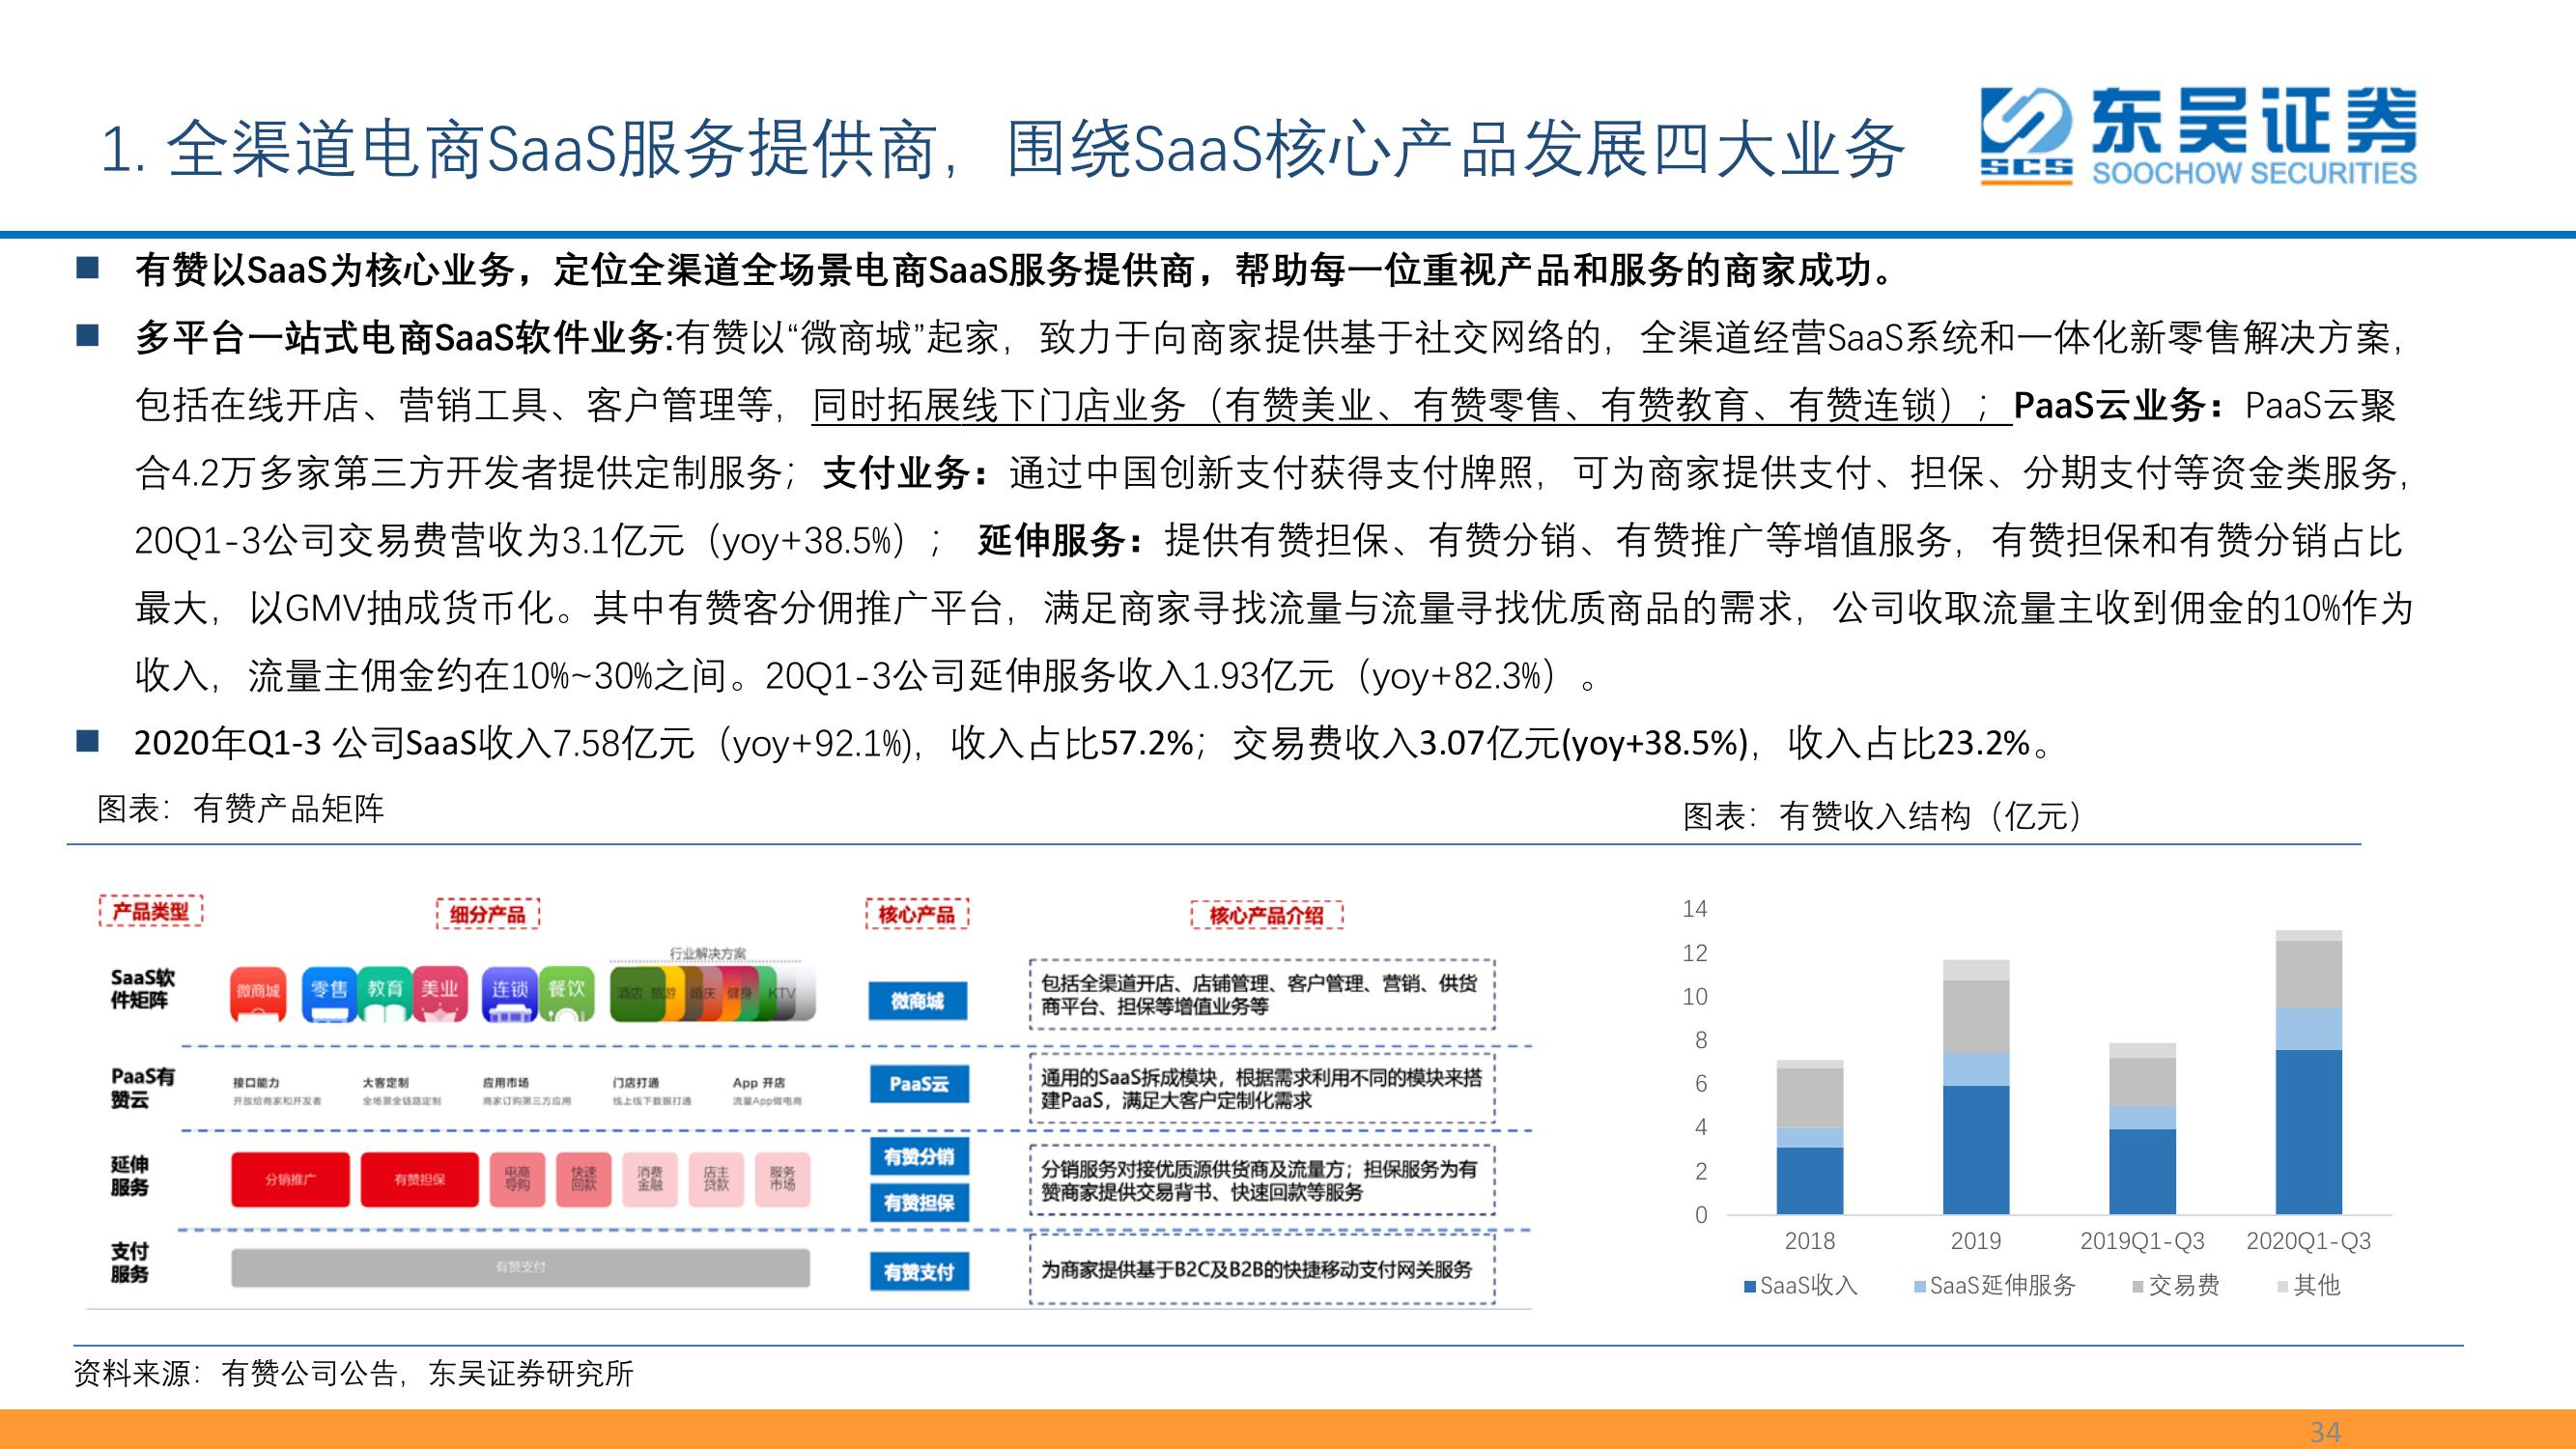 1. 全渠道电商SaaS服务提供商，围绕SaaS核心产品发展四大业务
东吴证券
SCS
SOOCHOW SECURITIES
■ 有赞以SaaS为核心业务，定位全渠道全场景电商SaaS服务提供商，帮助每一位重视产品和服务的商家成功。
■ 多平台一站式电商SaaS软件业务:有赞以“微商城”起家，致力于向商家提供基于社交网络的，全渠道经营SaaS系统和一体化新零售解决方案，
包括在线开店、营销工具、客户管理等，同时拓展线下门店业务（有赞美业、有赞零售、有赞教育、有赞连锁）；PaaS云业务：PaaS云聚
合4.2万多家第三方开发者提供定制服务；支付业务：通过中国创新支付获得支付牌照，可为商家提供支付、担保、分期支付等资金类服务，
20Q1-3公司交易费营收为3.1亿元（yoy+38.5%）； 延伸服务：提供有赞担保、有赞分销、有赞推广等增值服务，有赞担保和有赞分销占比
最大，以GMV抽成货币化。其中有赞客分佣推广平台，满足商家寻找流量与流量寻找优质商品的需求，公司收取流量主收到佣金的10%作为
收入，流量主佣金约在10%~30%之间。20Q1-3公司延伸服务收入1.93亿元（yoy+82.3%）。
■ 2020年Q1-3 公司SaaS收入7.58亿元（yoy+92.1%)，收入占比57.2%；交易费收入3.07亿元(yoy+38.5%)，收入占比23.2%。
图表：有赞产品矩阵
产品类型 细分产品 核心产品 核心产品介绍
行业解决方案
SaaS软
件矩阵
微商城 零售 教育 美业 连锁 餐饮 酒店 旅游 婚庆 健身 KTV
微商城
包括全渠道开店、店铺管理、客户管理、营销、供货
商平台、担保等增值业务等
PaaS有
赞云
接口能力 大客定制 应用市场 门店打通 App 开店
开放给商家和开发者 全场景全链路定制 商家订购第三方应用 线上线下数据打通 流量App做电商
PaaS云
通用的SaaS拆成模块，根据需求利用不同的模块来搭
建PaaS，满足大客户定制化需求
延伸
服务
分销推广 有赞担保
电商
导购
快速
回款
消费
金融
店主
贷款
服务
市场
有赞分销
有赞担保
分销服务对接优质源供货商及流量方；担保服务为有
赞商家提供交易背书、快速回款等服务
支付
服务
有赞支付
有赞支付
为商家提供基于B2C及B2B的快捷移动支付网关服务
图表：有赞收入结构（亿元）
14
12
10
8
6
4
2
0
2018 2019 2019Q1-Q3 2020Q1-Q3
SaaS收入 SaaS延伸服务 交易费 其他
资料来源：有赞公司公告，东吴证券研究所
34